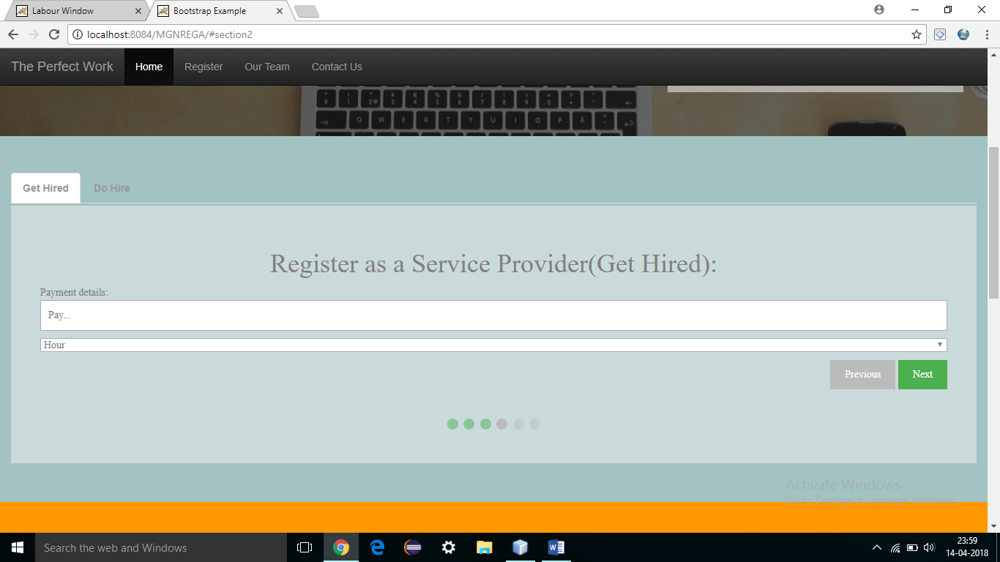 Labour Window
Bootstrap Example
localhost:8084/MGNREGA/#section2
The Perfect Work Home Register Our Team Contact Us
Q W E R T Y U I O P Å
Get Hired Do Hire
Register as a Service Provider(Get Hired):
Payment details:
Pay...
Hour
Previous Next
Activate Windows
Go to Settings to activate Windows.
Search the web and Windows
23:59
14-04-2018